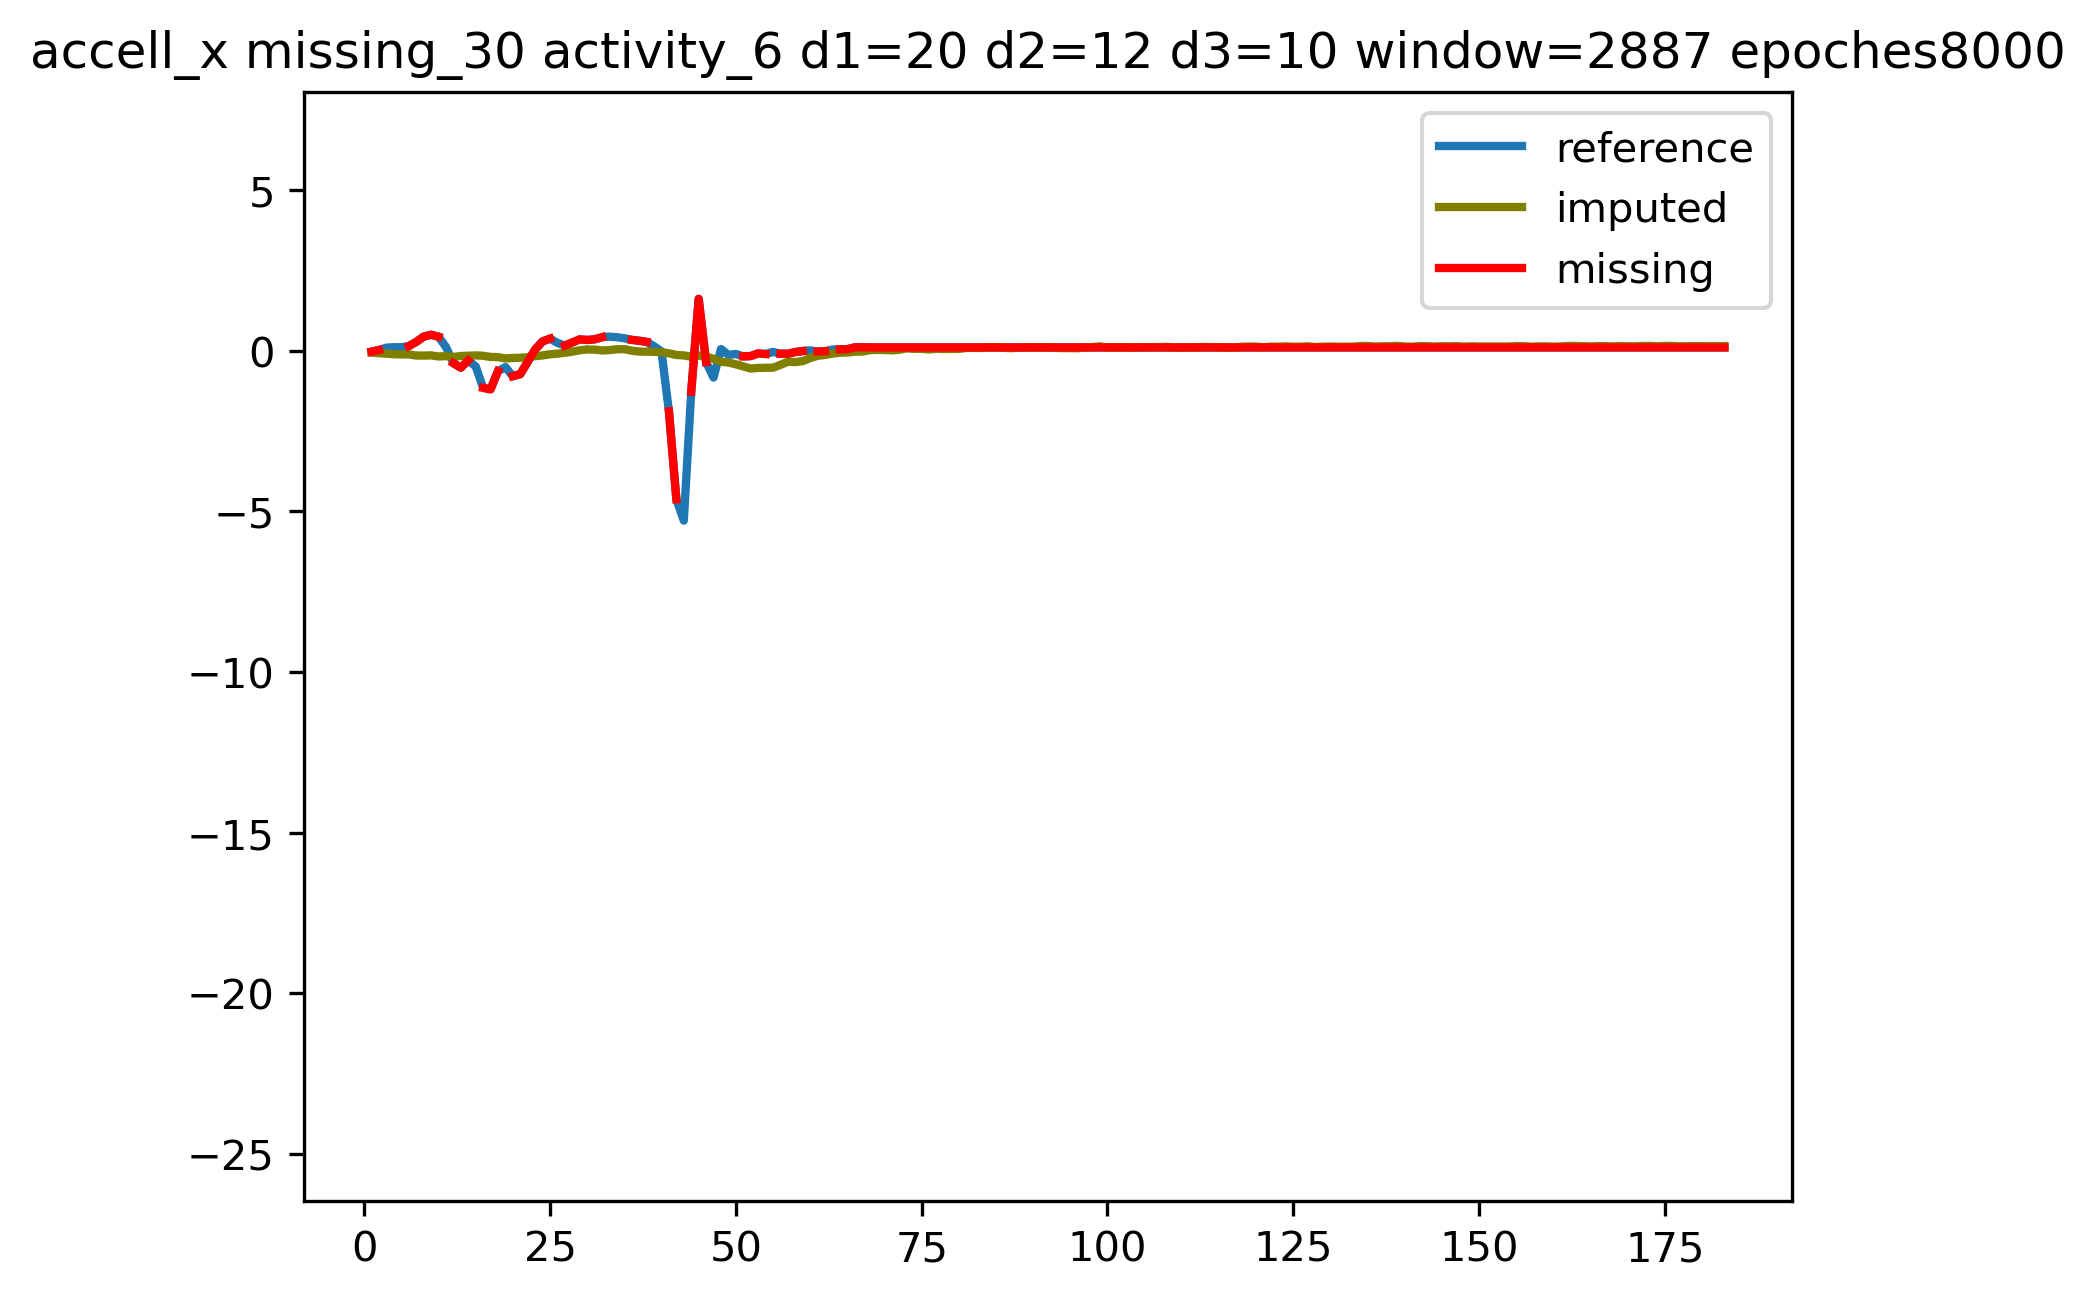 accell_x missing_30 activity_6 d1=20 d2=12 d3=10 window=2887 epoches8000
reference
imputed
missing
5
0
−5
−10
−15
−20
−25
0 25 50 75 100 125 150 175